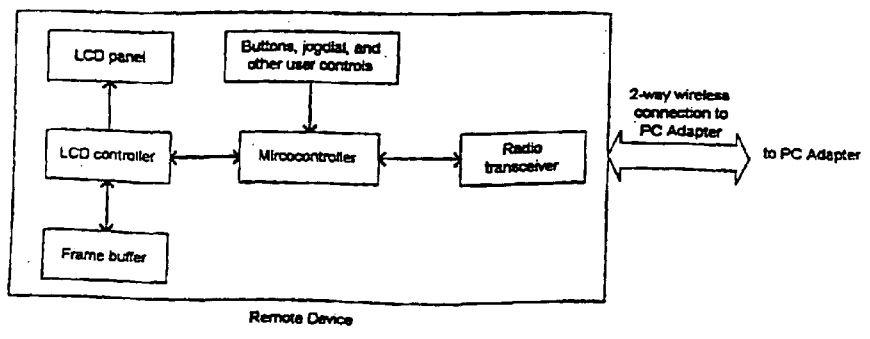 LCD panel
Buttons, jogdial, and
other user controls
LCD controller
Mircocontroller
Radio
transceiver
Frame buffer
2-way wireless
connection to
PC Adapter
to PC Adapter
Remote Device